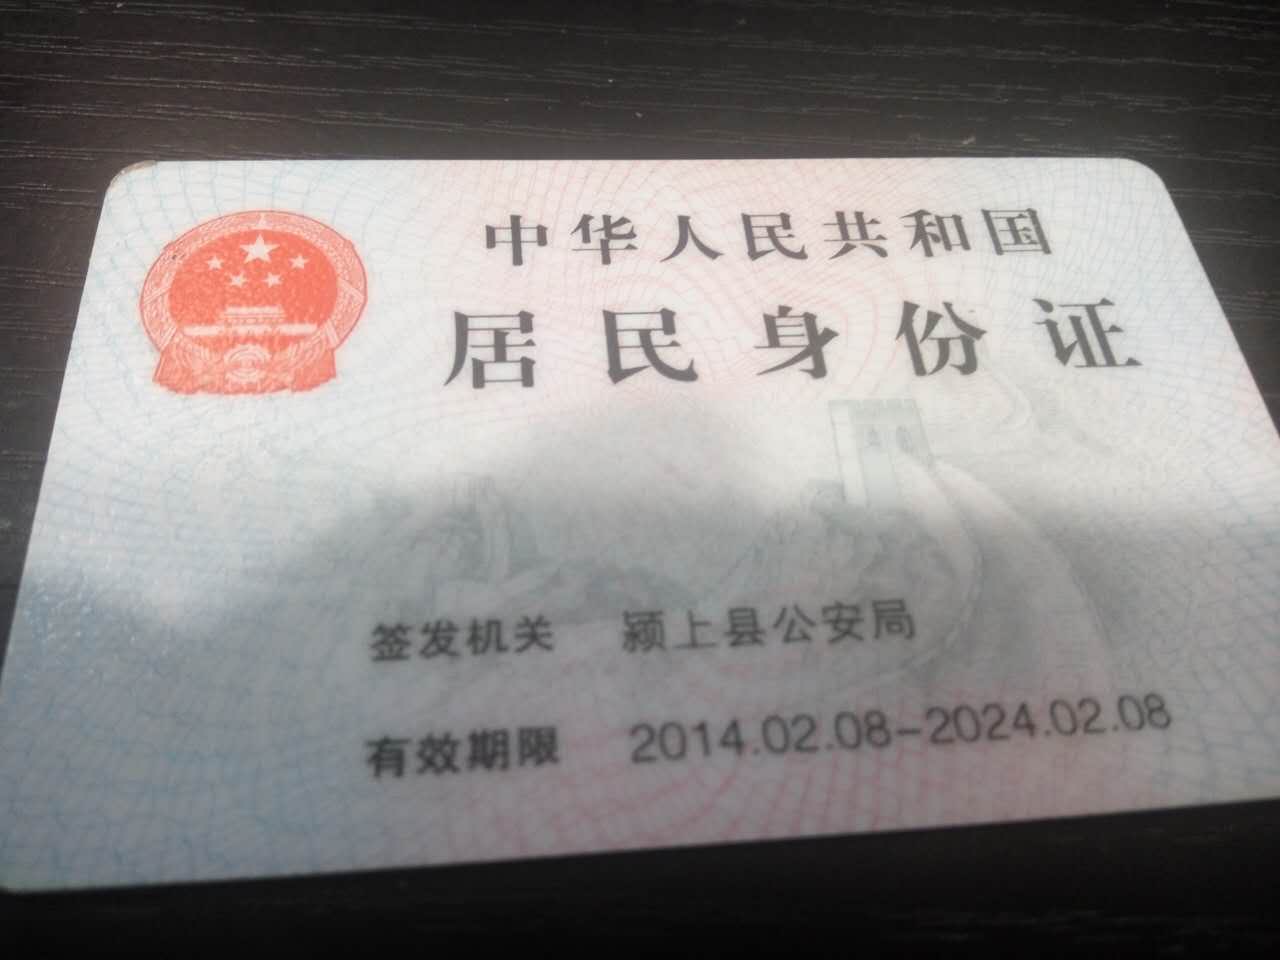 中华人民共和国
居民身份证
签发机关 颍上县公安局
有效期限 2014.02.08-2024.02.08